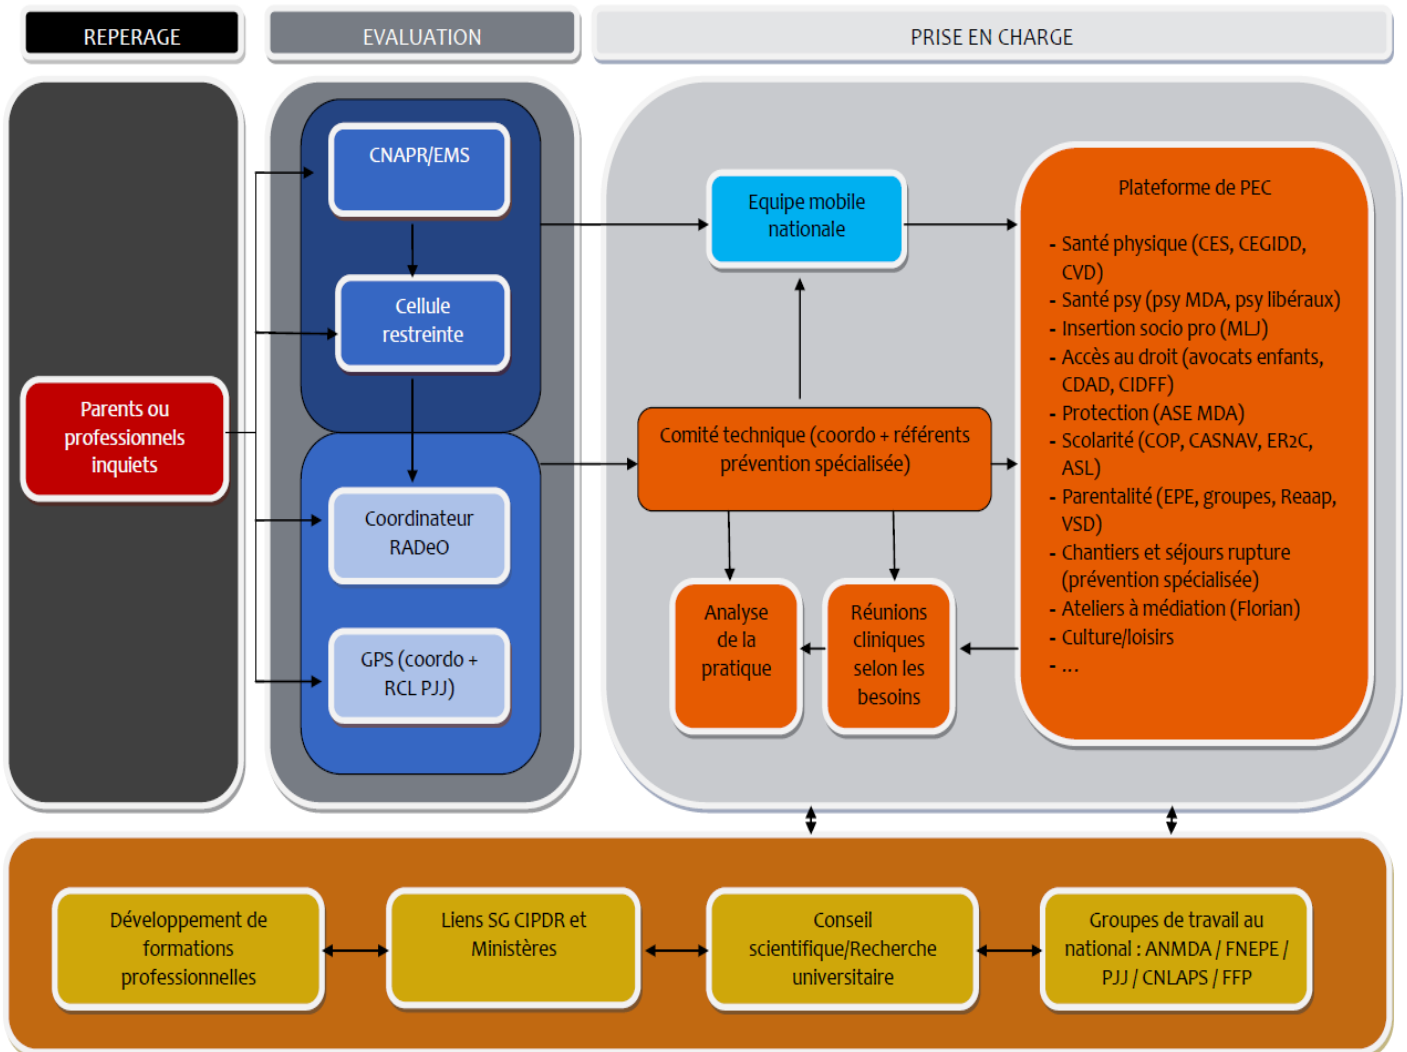 REPERAGE
EVALUATION
PRISE EN CHARGE
Parents ou
professionnels
inquiets
CNAPR/EMS
Cellule
restreinte
Coordinateur
RADeO
GPS (coordo +
RCL PJJ)
Equipe mobile
nationale
Comité technique (coordo + référents
prévention spécialisée)
Analyse
de la
pratique
Réunions
cliniques
selon les
besoins
Plateforme de PEC
- Santé physique (CES, CEGIDD,
CVD)
- Santé psy (psy MDA, psy libéraux)
- Insertion socio pro (MLJ)
- Accès au droit (avocats enfants,
CDAD, CIDFF)
- Protection (ASE MDA)
- Scolarité (COP, CASNAV, ER2C,
ASL)
- Parentalité (EPE, groupes, Reaap,
VSD)
- Chantiers et séjours rupture
(prévention spécialisée)
- Ateliers à médiation (Florian)
- Culture/loisirs
- ...
Développement de
formations
professionnelles
Liens SG CIPDR et
Ministères
Conseil
scientifique/Recherche
universitaire
Groupes de travail au
national : ANMDA / FNEPE /
PJJ / CNLAPS / FFP